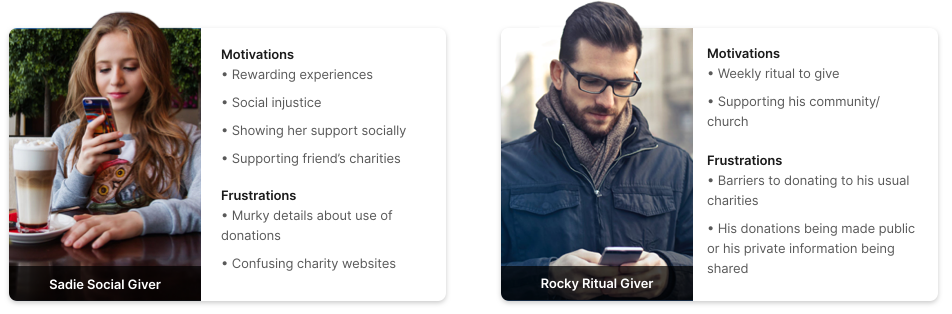 Motivations
• Rewarding experiences
• Social injustice
• Showing her support socially
• Supporting friend's charities
Frustrations
• Murky details about use of
donations
• Confusing charity websites
Sadie Social Giver
Motivations
• Weekly ritual to give
• Supporting his community/
church
Frustrations
• Barriers to donating to his usual
charities
• His donations being made public
or his private information being
shared
Rocky Ritual Giver